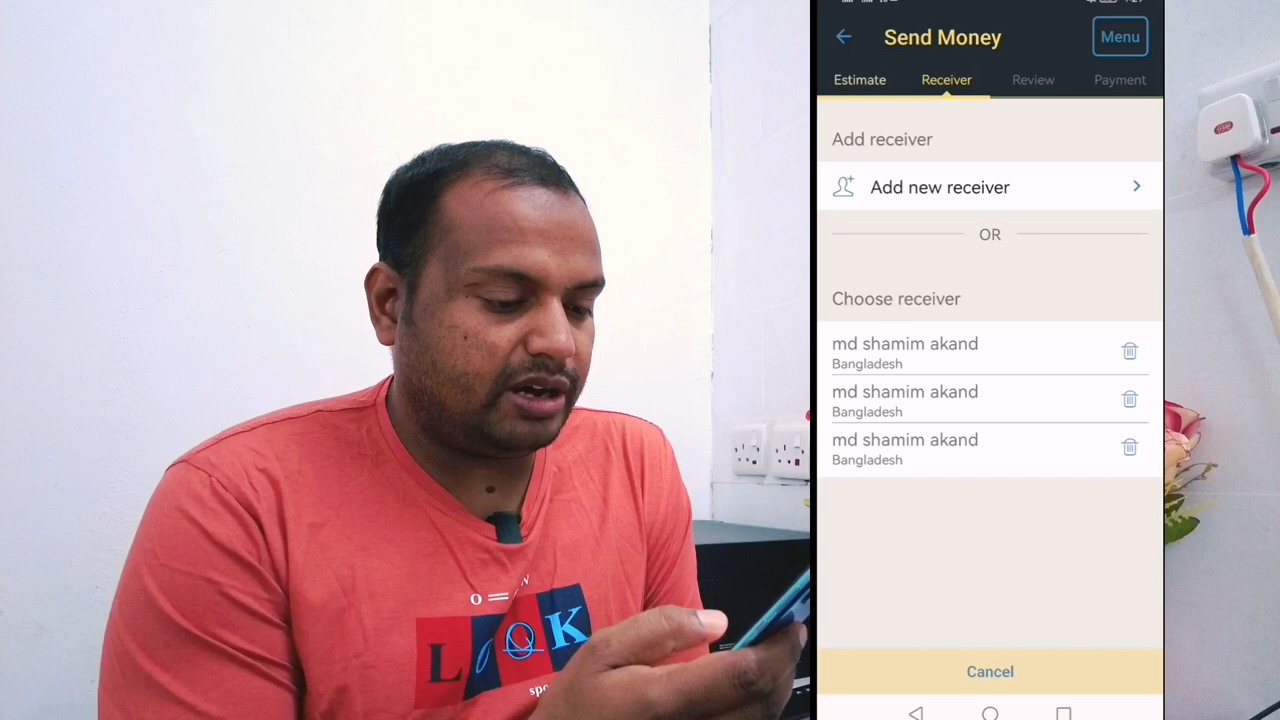 Send Money
Menu
Estimate
Receiver
Review
Payment
Add receiver
Add new receiver
OR
Choose receiver
md shamim akand
Bangladesh
md shamim akand
Bangladesh
md shamim akand
Bangladesh
Cancel
LOOK